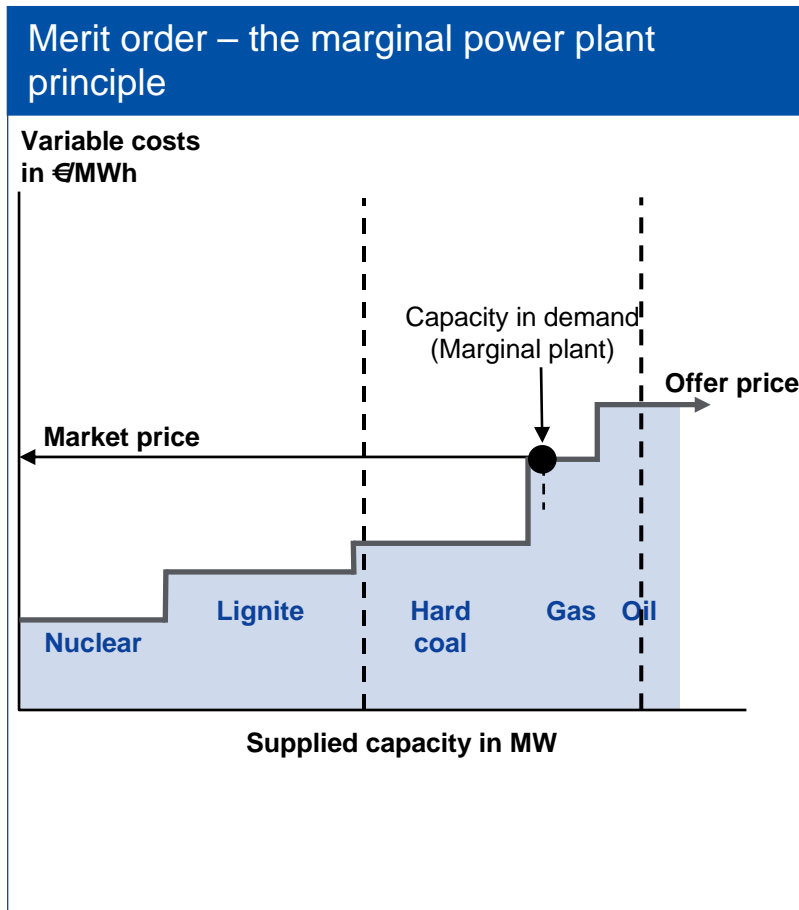 Merit order – the marginal power plant
principle
Variable costs
in €/MWh
Capacity in demand
(Marginal plant)
Offer price
Market price
Nuclear
Lignite
Hard
coal
Gas
Oil
Supplied capacity in MW